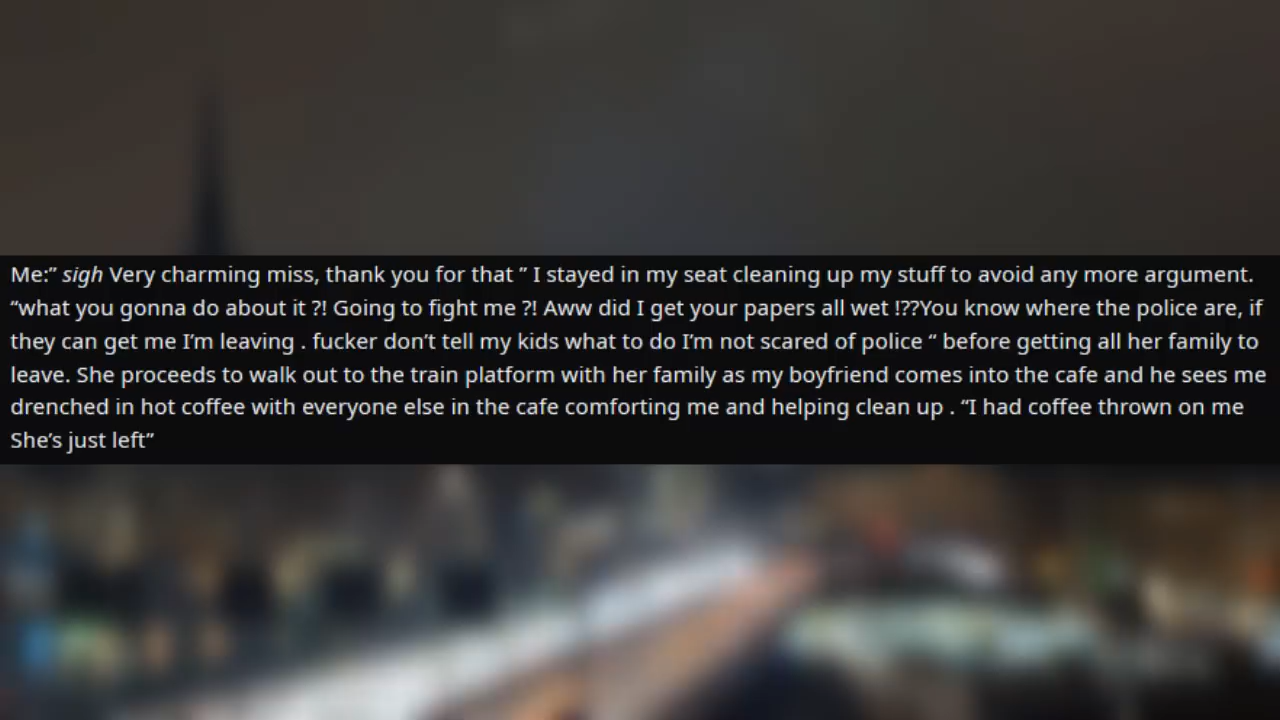 Me:” sigh Very charming miss, thank you for that ” I stayed in my seat cleaning up my stuff to avoid any more argument.
“what you gonna do about it ?! Going to fight me ?! Aww did I get your papers all wet !??You know where the police are, if
they can get me I’m leaving . fucker don’t tell my kids what to do I’m not scared of police “ before getting all her family to
leave. She proceeds to walk out to the train platform with her family as my boyfriend comes into the cafe and he sees me
drenched in hot coffee with everyone else in the cafe comforting me and helping clean up . “I had coffee thrown on me
She’s just left”